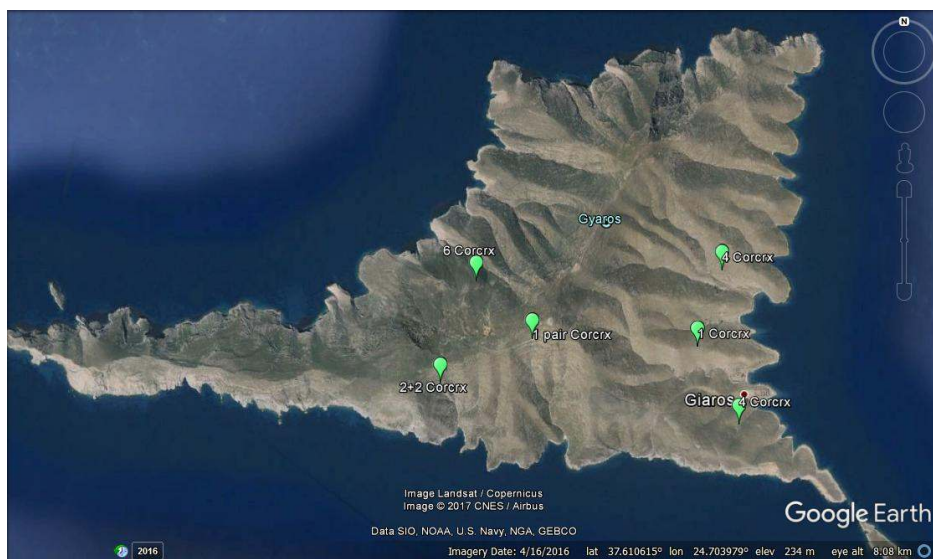 N
Gyaros
6 Corcrx
4 Corcrx
1 pair Corcrx
1 Corcrx
2+2 Corcrx
Giaros
4 Corcrx
Image Landsat / Copernicus
Image © 2017 CNES / Airbus
Data SIO, NOAA, U.S. Navy, NGA, GEBCO
Google Earth
2016
Imagery Date: 4/16/2016 lat 37.610615° lon 24.703979° elev 234 m eye alt 8.08 km